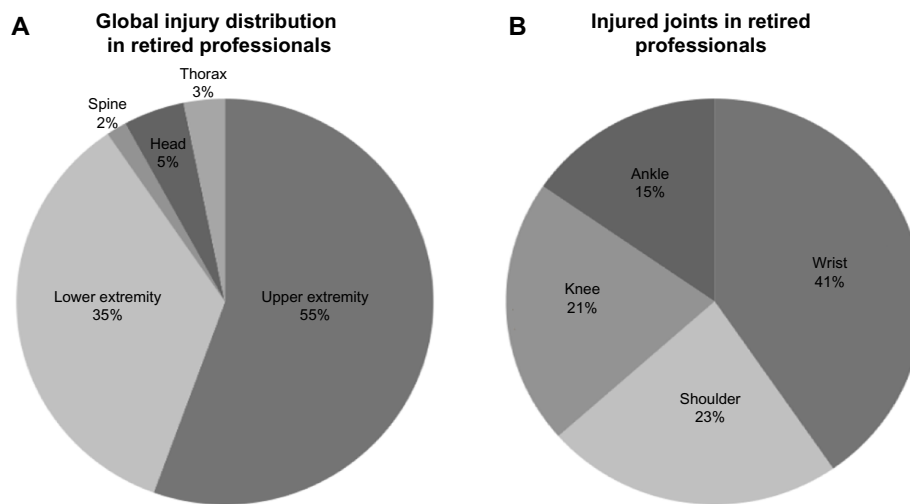 A
Global injury distribution
in retired professionals
Thorax
3%
Spine
2%
Head
5%
Lower extremity
35%
Upper extremity
55%
B
Injured joints in retired
professionals
Ankle
15%
Wrist
41%
Knee
21%
Shoulder
23%